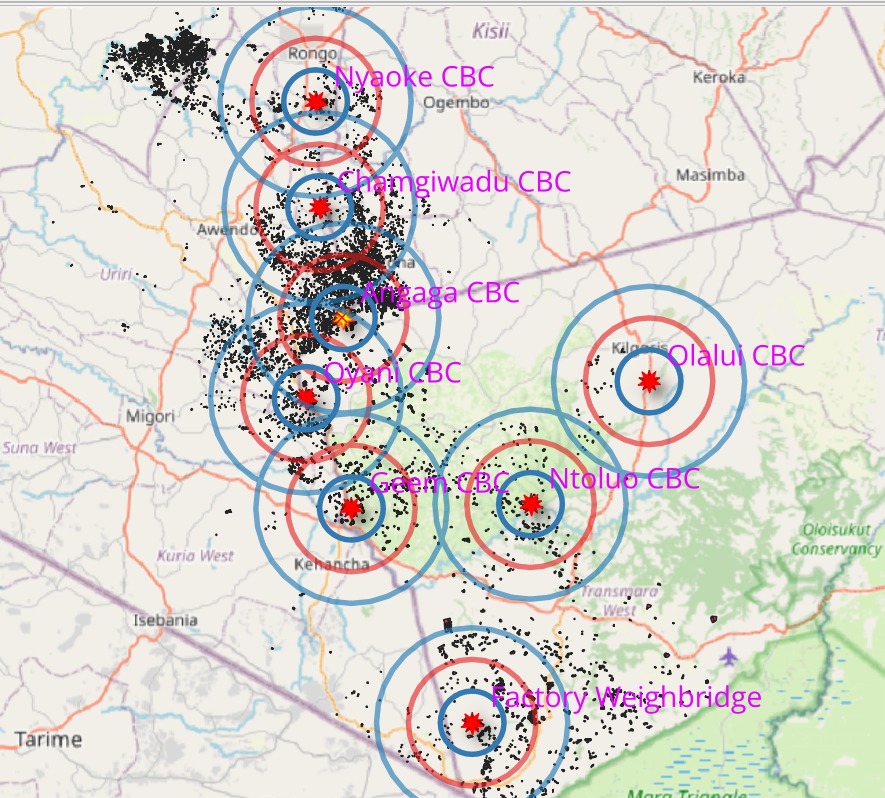 Kisii
Rongo
Nyaoke CBC
Keroka
Ogembo
Masimba
Chamgiwadu CBC
Awendo
Uriri
Angaga CBC
Kilgoris
Olalui CBC
Oyani CBC
Migori
Suna West
Geem CBC
Ntoluo CBC
Oloisukut
Conservancy
Kuria West
Kehancha
Transmara
West
Isebania
Factory Weighbridge
Tarime
Mara Triangle